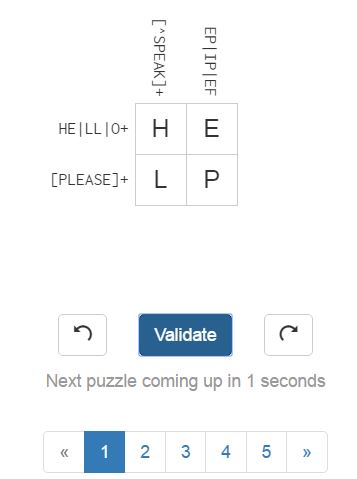 [^SPEAK]+ EP|IP|EF
HE|LL|O+ H E
[PLEASE]+ L P
Validate
Next puzzle coming up in 1 seconds
« 1 2 3 4 5 »